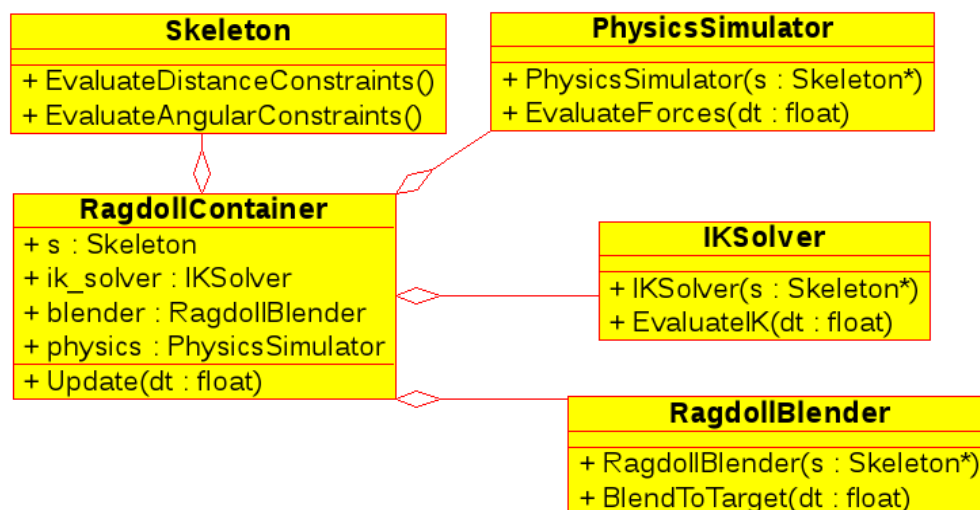 Skeleton
+ EvaluateDistanceConstraints()
+ EvaluateAngularConstraints()
PhysicsSimulator
+ PhysicsSimulator(s : Skeleton*)
+ EvaluateForces(dt : float)
RagdollContainer
+ s : Skeleton
+ ik_solver : IKSolver
+ blender : RagdollBlender
+ physics : PhysicsSimulator
+ Update(dt : float)
IKSolver
+ IKSolver(s : Skeleton*)
+ EvaluateIK(dt : float)
RagdollBlender
+ RagdollBlender(s : Skeleton*)
+ BlendToTarget(dt : float)